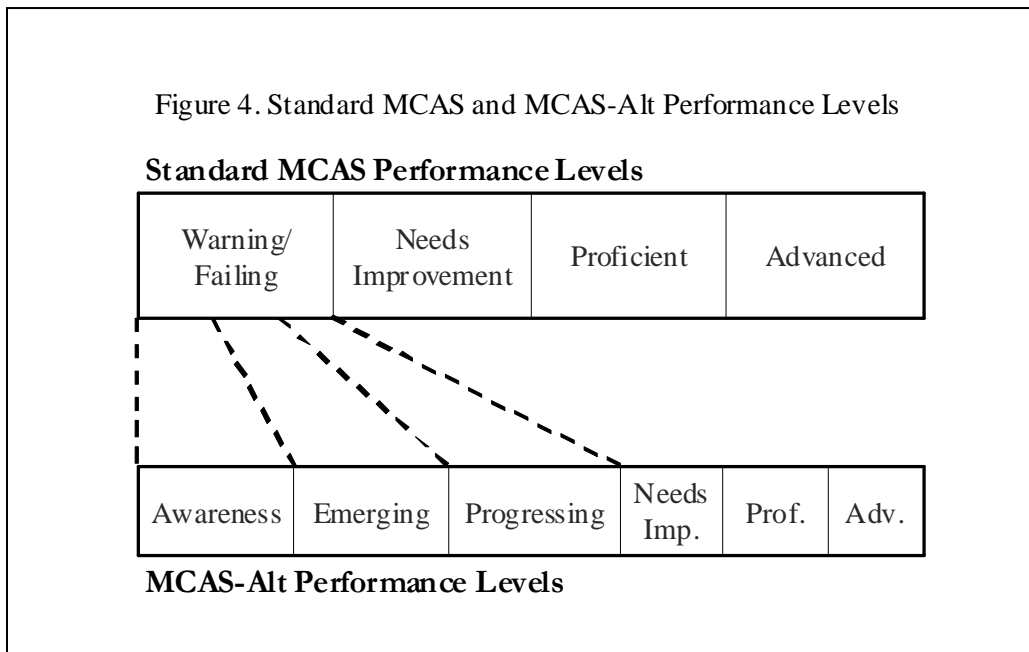 Figure 4. Standard MCAS and MCAS-Alt Performance Levels
Standard MCAS Performance Levels
Warning/
Failing
Needs
Improvement
Proficient
Advanced
Awareness
Emerging
Progressing
Needs
Imp.
Prof.
Adv.
MCAS-Alt Performance Levels